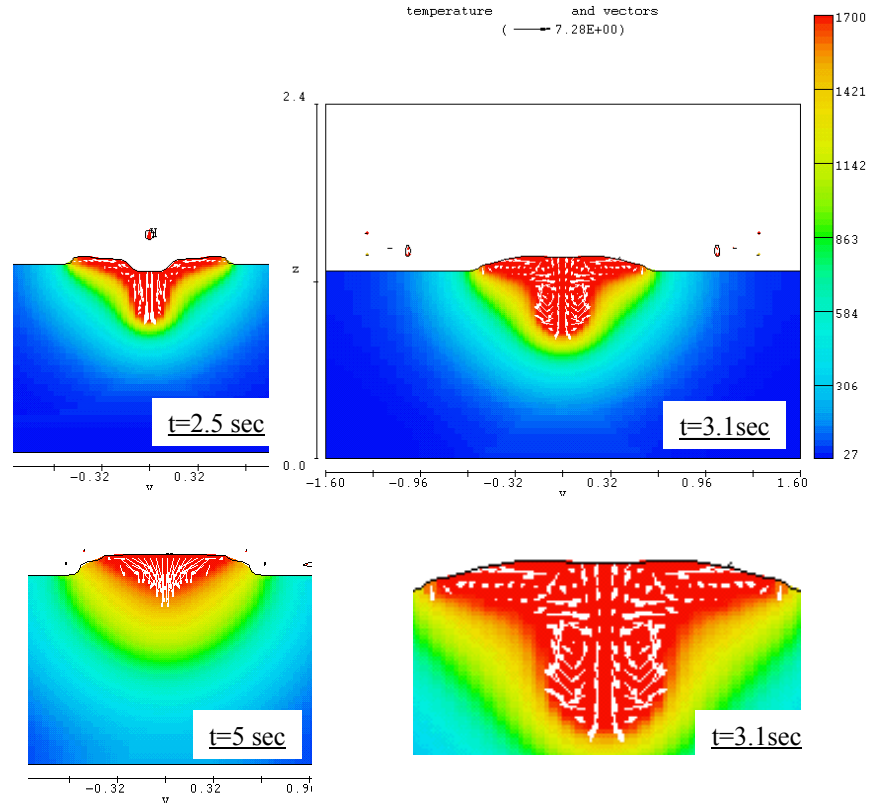 temperature and vectors
( 7.28E+00)
1700
1421
1142
863
584
306
27
2.4
z
0.0
H
t=2.5 sec
-0.32 0.32
y
t=3.1sec
-1.60 -0.96 -0.32 0.32 0.96 1.60
y
t=5 sec
-0.32 0.32
y
t=3.1sec